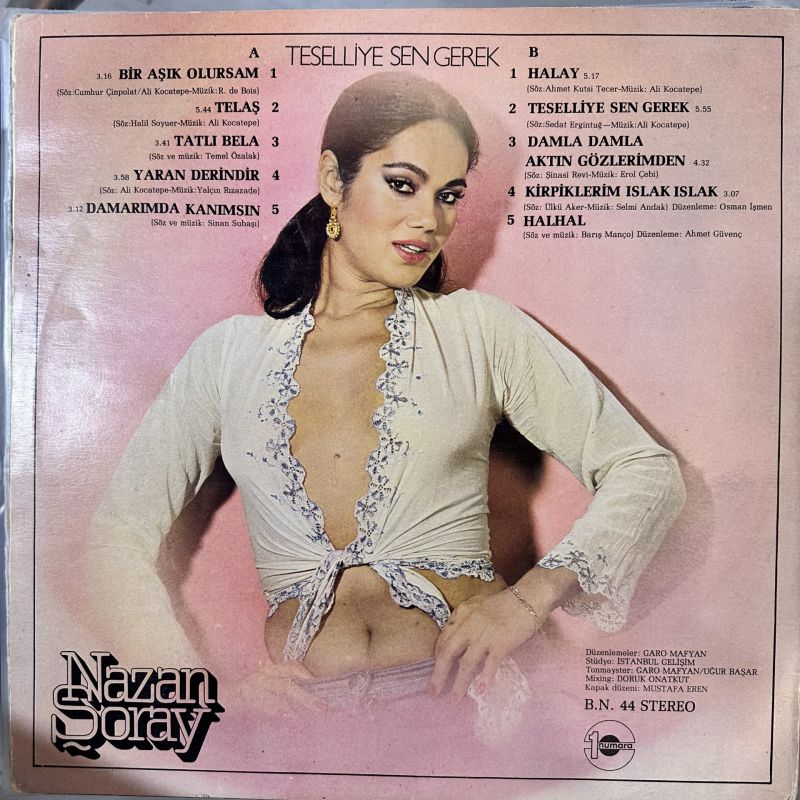 TESELLİYE SEN GEREK
A
3.16 BİR AŞIK OLURSAM 1
(Söz:Cumhur Çinpolat/Ali Kocatepe-Müzik:R. de Bois)
5.44 TELAŞ 2
(Söz:Halil Soyuer-Müzik: Ali Kocatepe)
3.41 TATLI BELA 3
(Söz ve müzik: Temel Özalak)
3.58 YARAN DERİNDİR 4
(Söz: Ali Kocatepe-Müzik:Yalçın Rızazade)
3.12 DAMARIMDA KANIMSIN 5
(Söz ve müzik: Sinan Subaşı)
B
1 HALAY 5.17
(Söz:Ahmet Kutsi Tecer-Müzik: Ali Kocatepe)
2 TESELLİYE SEN GEREK 5.55
(Söz:Sedat Ergintuğ—Müzik:Ali Kocatepe)
3 DAMLA DAMLA
AKTIN GÖZLERİMDEN 4.32
(Söz: Şinasi Revi-Müzik: Erol Çebi)
4 KİRPİKLERİM ISLAK ISLAK 3.07
(Söz: Ülkü Aker-Müzik: Selmi Andak) Düzenleme: Osman İşmen
5 HALHAL
(Söz ve müzik: Barış Manço) Düzenleme: Ahmet Güvenç
Nazan
Şoray
Düzenlemeler: GARO MAFYAN
Stüdyo: İSTANBUL GELİŞİM
Tonmayster: GARO MAFYAN/UĞUR BAŞAR
Mixing: DORUK ONATKUT
Kapak düzeni: MUSTAFA EREN
B.N. 44 STEREO
1 numara